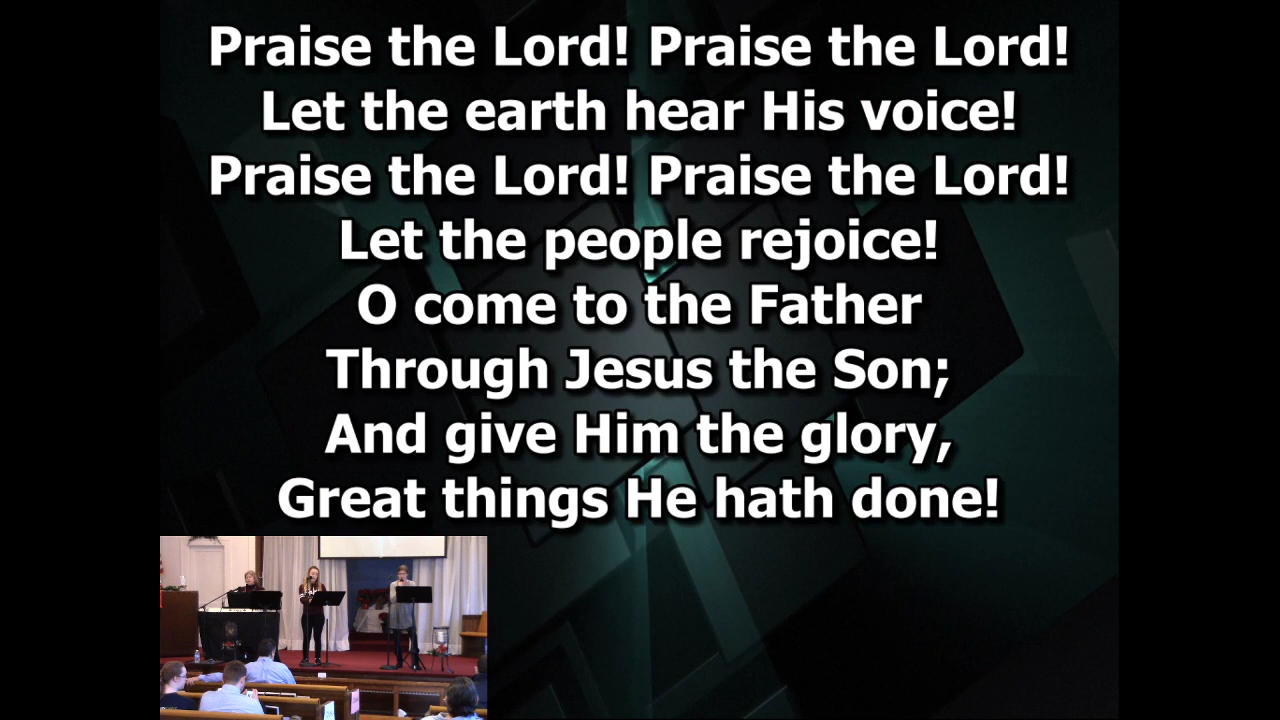 Praise the Lord! Praise the Lord!
Let the earth hear His voice!
Praise the Lord! Praise the Lord!
Let the people rejoice!
O come to the Father
Through Jesus the Son;
And give Him the glory,
Great things He hath done!